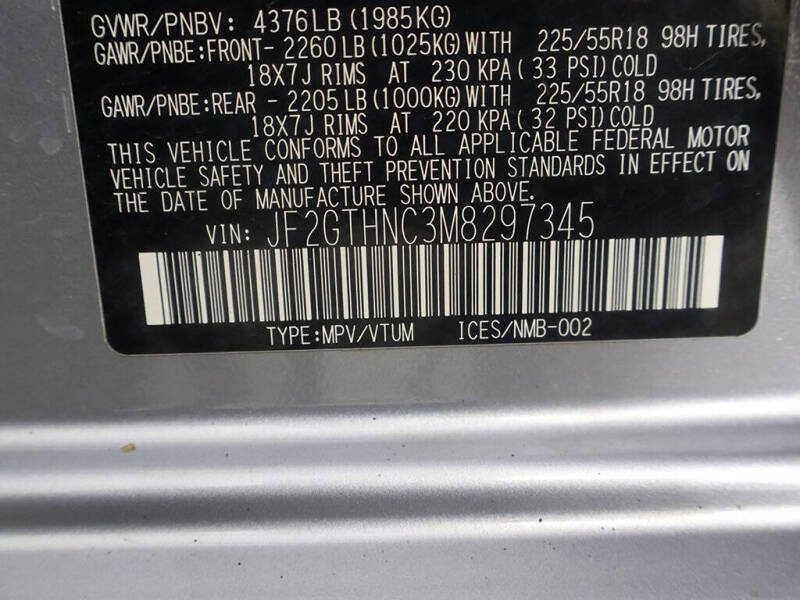 GVWR/PNBV: 4376LB (1985KG)
GAWR/PNBE:FRONT- 2260 LB (1025KG) WITH 225/55R18 98H TIRES,
18X7J RIMS AT 230 KPA ( 33 PSI) COLD
GAWR/PNBE:REAR - 2205 LB (1000KG) WITH 225/55R18 98H TIRES,
18X7J RIMS AT 220 KPA ( 32 PSI) COLD
THIS VEHICLE CONFORMS TO ALL APPLICABLE FEDERAL MOTOR
VEHICLE SAFETY AND THEFT PREVENTION STANDARDS IN EFFECT ON
THE DATE OF MANUFACTURE SHOWN ABOVE.
VIN: JF2GTHNC3M8297345
TYPE:MPV/VTUM ICES/NMB-002